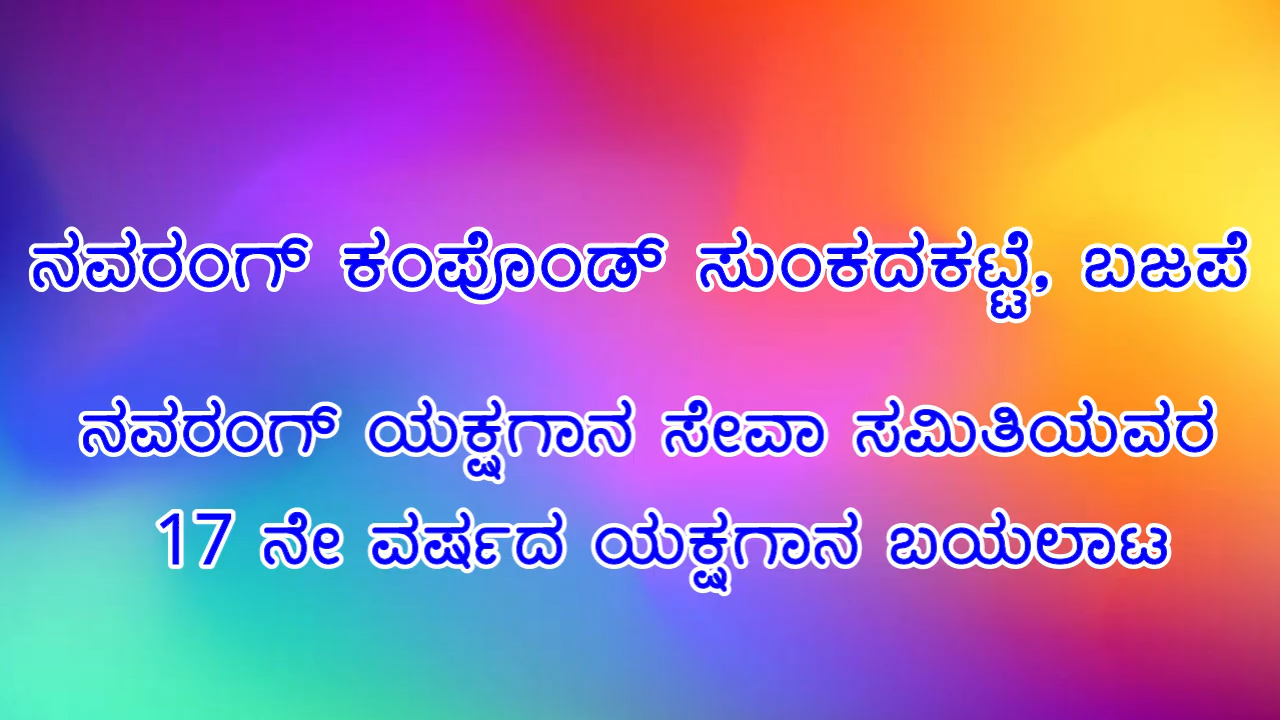 ನವರಂಗ್ ಕಂಪೊಂಡ್ ಸುಂಕದಕಟ್ಟೆ, ಬಜಪೆ
ನವರಂಗ್ ಯಕ್ಷಗಾನ ಸೇವಾ ಸಮಿತಿಯವರ
17 ನೇ ವರ್ಷದ ಯಕ್ಷಗಾನ ಬಯಲಾಟ